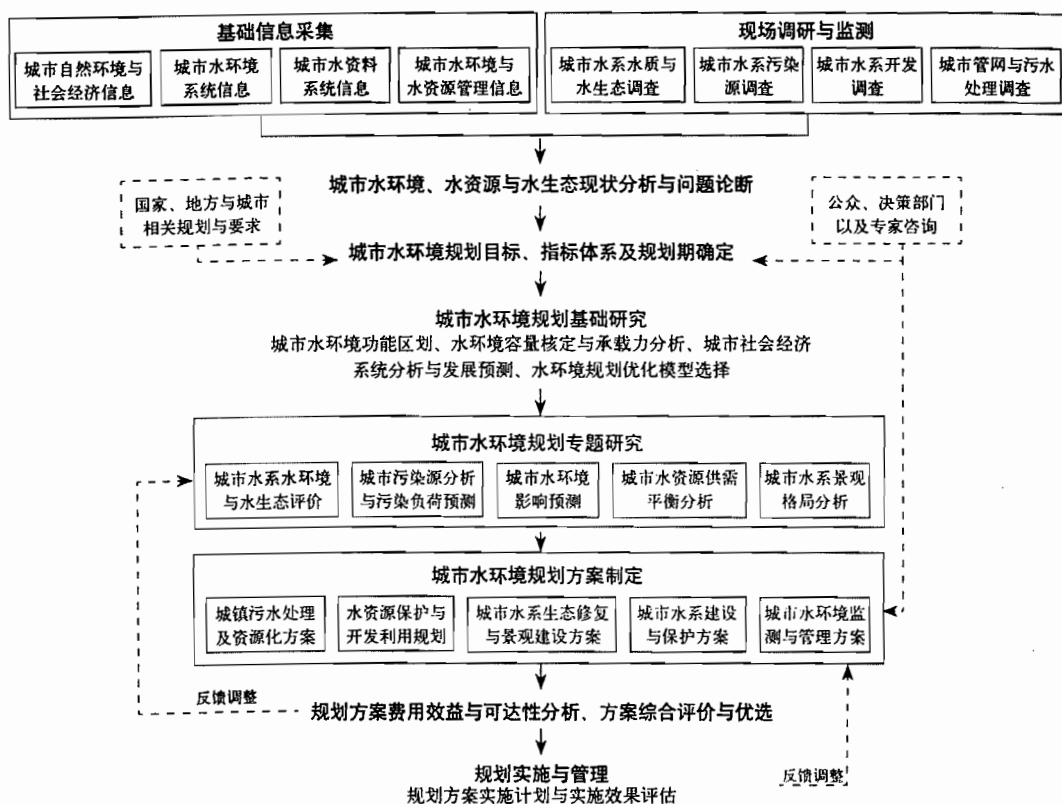 基础信息采集
城市自然环境与
社会经济信息
城市水环境
系统信息
城市水资料
系统信息
城市水环境与
水资源管理信息
现场调研与监测
城市水系水质与
水生态调查
城市水系污染
源调查
城市水系开发
调查
城市管网与污水
处理调查
城市水环境、水资源与水生态现状分析与问题论断
国家、地方与城市
相关规划与要求
公众、决策部门
以及专家咨询
城市水环境规划目标、指标体系及规划期确定
城市水环境规划基础研究
城市水环境功能区划、水环境容量核定与承载力分析、城市社会经济
系统分析与发展预测、水环境规划优化模型选择
城市水环境规划专题研究
城市水系水环境
与水生态评价
城市污染源分析
与污染负荷预测
城市水环境
影响预测
城市水资源供需
平衡分析
城市水系景观
格局分析
城市水环境规划方案制定
城镇污水处理
及资源化方案
水资源保护与
开发利用规划
城市水系生态修复
与景观建设方案
城市水系建设
与保护方案
城市水环境监
测与管理方案
反馈调整
规划方案费用效益与可达性分析、方案综合评价与优选
规划实施与管理
规划方案实施计划与实施效果评估
反馈调整